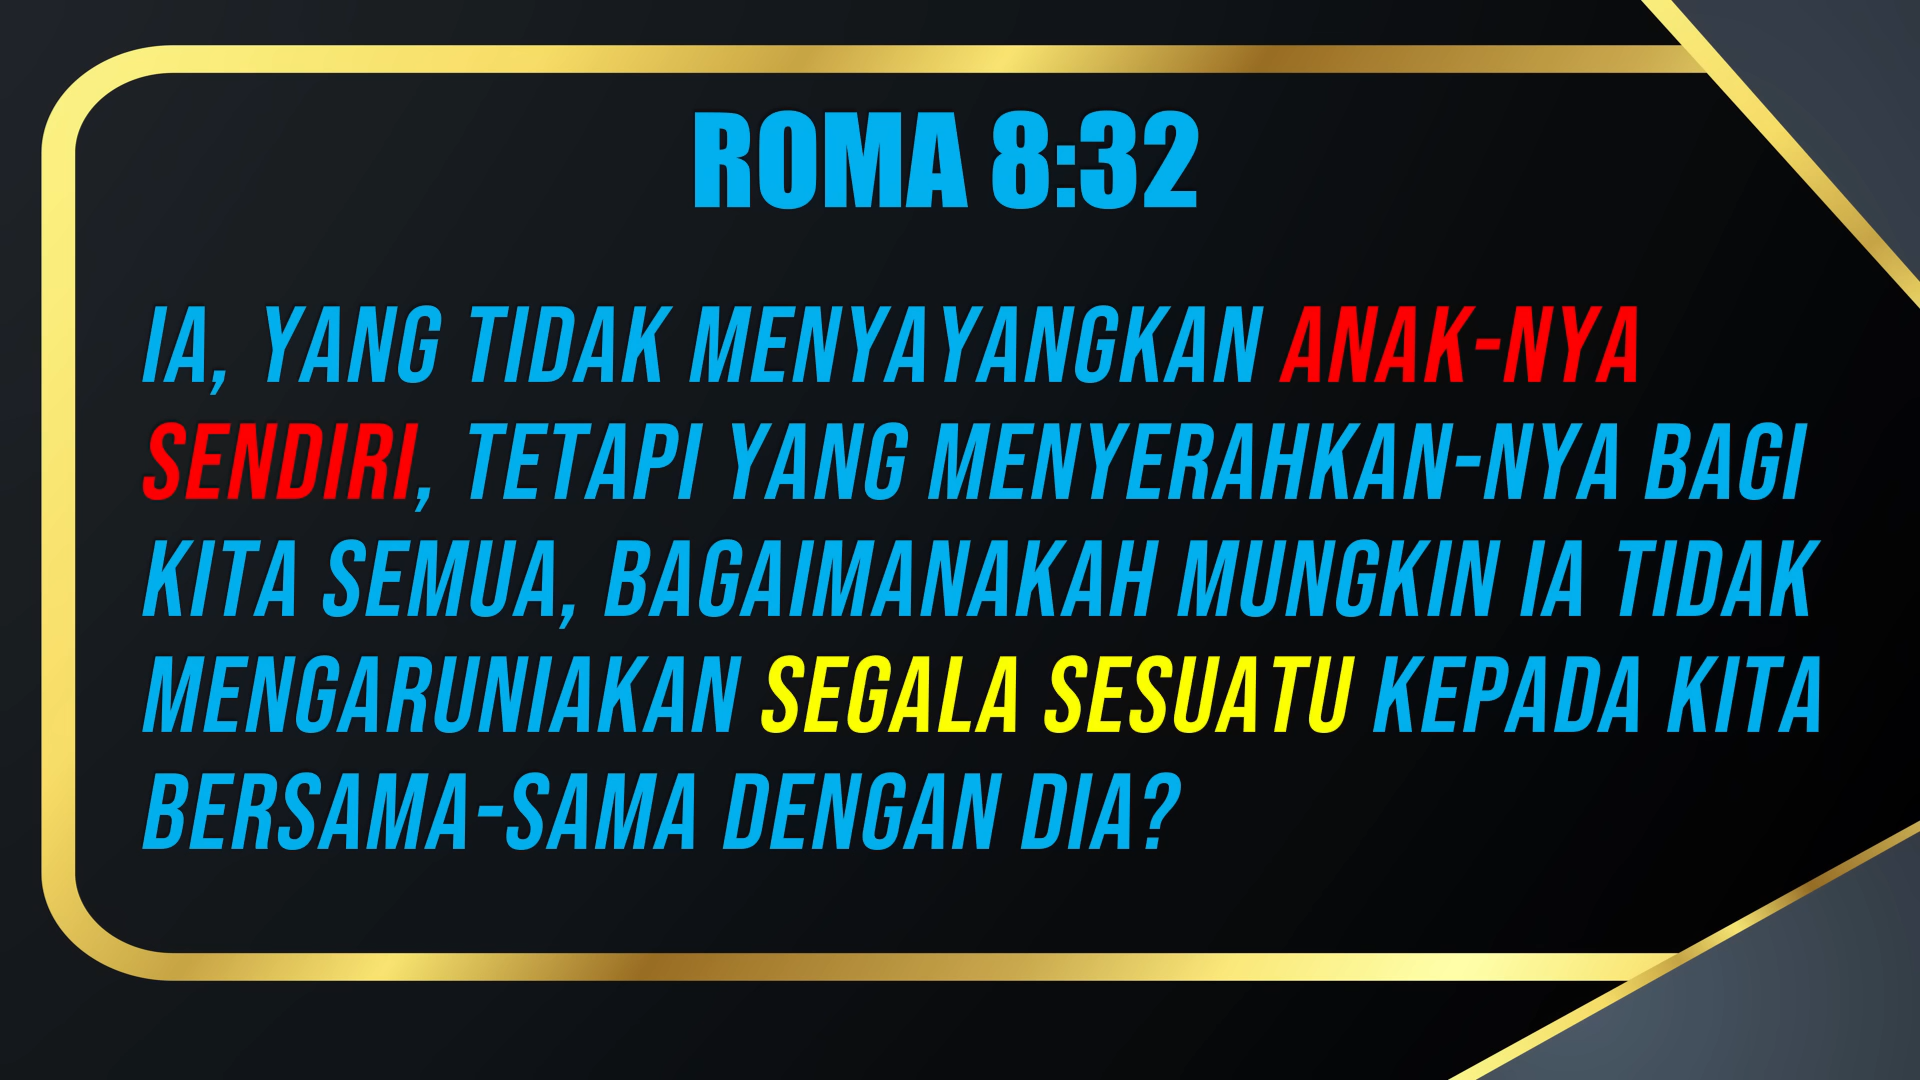 ROMA 8:32
IA, YANG TIDAK MENYAYANGKAN ANAK-NYA
SENDIRI, TETAPI YANG MENYERAHKAN-NYA BAGI
KITA SEMUA, BAGAIMANAKAH MUNGKIN IA TIDAK
MENGARUNIAKAN SEGALA SESUATU KEPADA KITA
BERSAMA-SAMA DENGAN DIA?